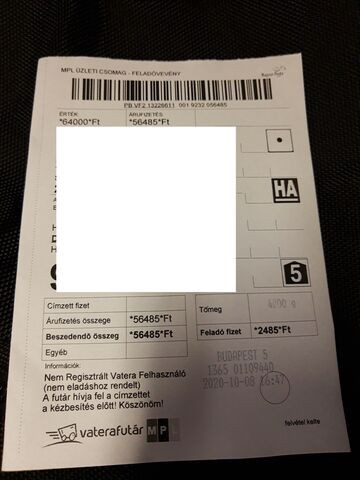 MPL ÜZLETI CSOMAG - FELADÓVEVÉNY
PB.VF2.13226611 001 9232 056485
ÉRTÉK: ÁRUFIZETÉS
*64000*Ft *56485*Ft
HA
5
Címzett fizet
Árufizetés összege *56485*Ft
Beszedendő összeg *56485*Ft
Egyéb
Tömeg 4200 g
Feladó fizet *2485*Ft
Információk:
Nem Regisztrált Vatera Felhasználó
(nem eladáshoz rendelt)
A futár hívja fel a címzettet
a kézbesítés előtt! Köszönöm!
BUDAPEST 5
1365 01109440
2020-10-08 16:47
vaterafutár MPL
felvétel kelte